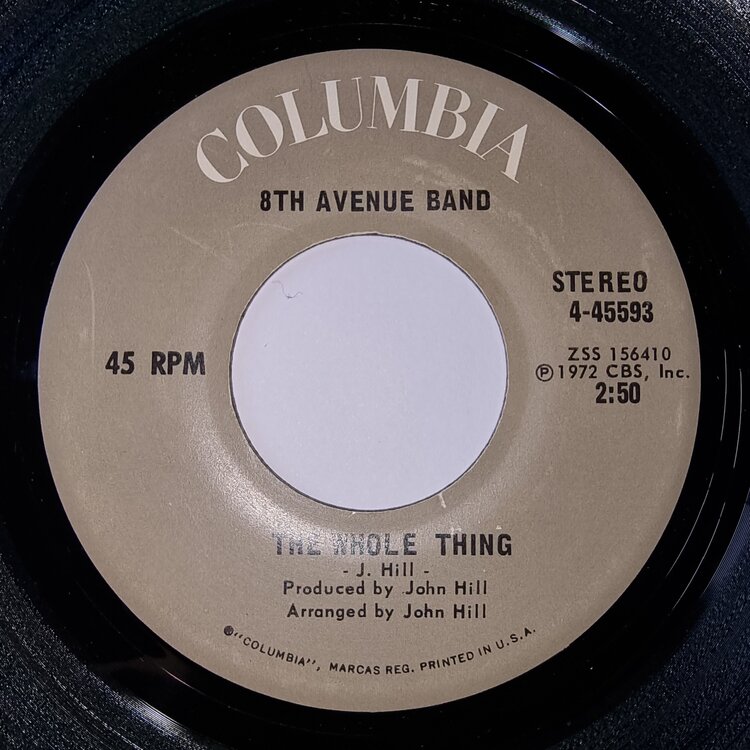 COLUMBIA
8TH AVENUE BAND
STEREO
4-45593
45 RPM
ZSS 156410
Ⓟ1972 CBS, Inc.
2:50
THE WHOLE THING
- J. Hill -
Produced by John Hill
Arranged by John Hill
"COLUMBIA", MARCAS REG. PRINTED IN U.S.A.